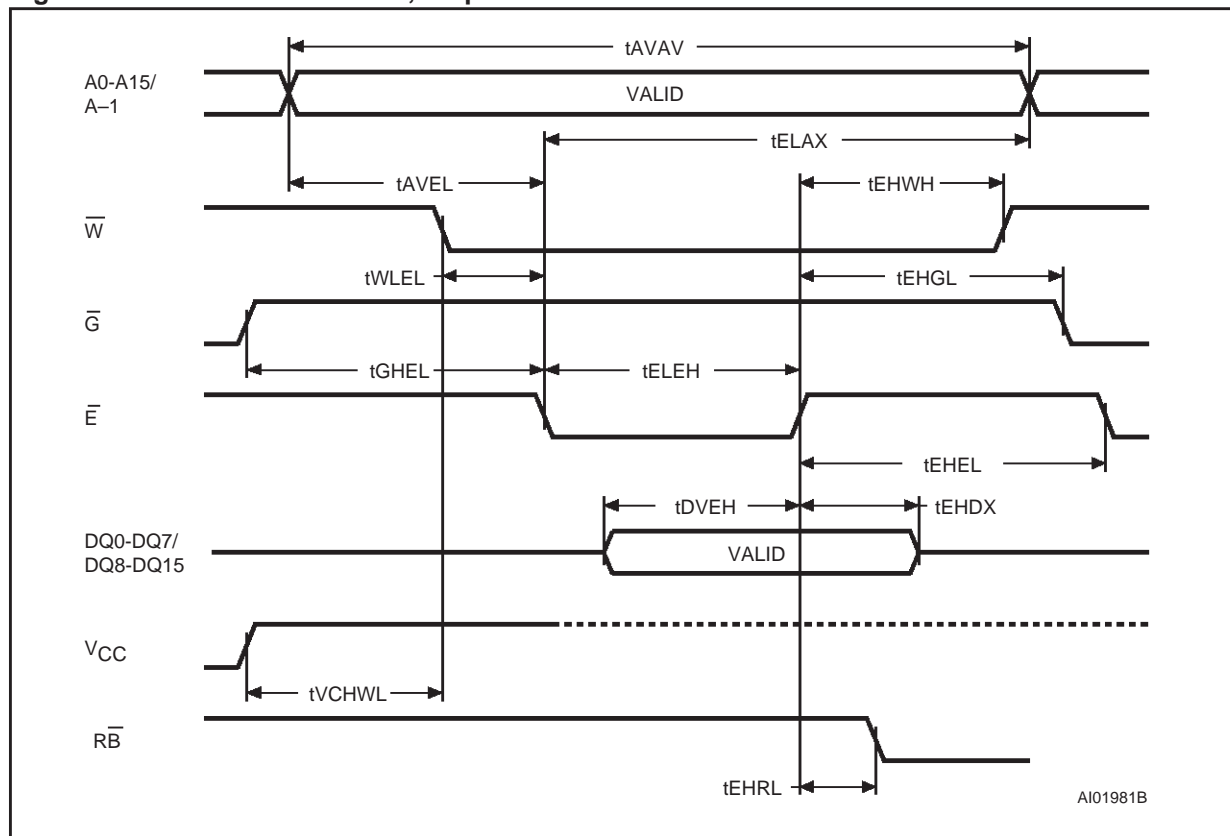 tAVAV
A0-A15/
A–1
VALID
tELAX
tAVEL
tEHWH
W̅
tWLEL
tEHGL
G̅
tGHEL
tELEH
E̅
tEHEL
tDVEH
tEHDX
DQ0-DQ7/
DQ8-DQ15
VALID
VCC
tVCHWL
RB̅
tEHRL
AI01981B